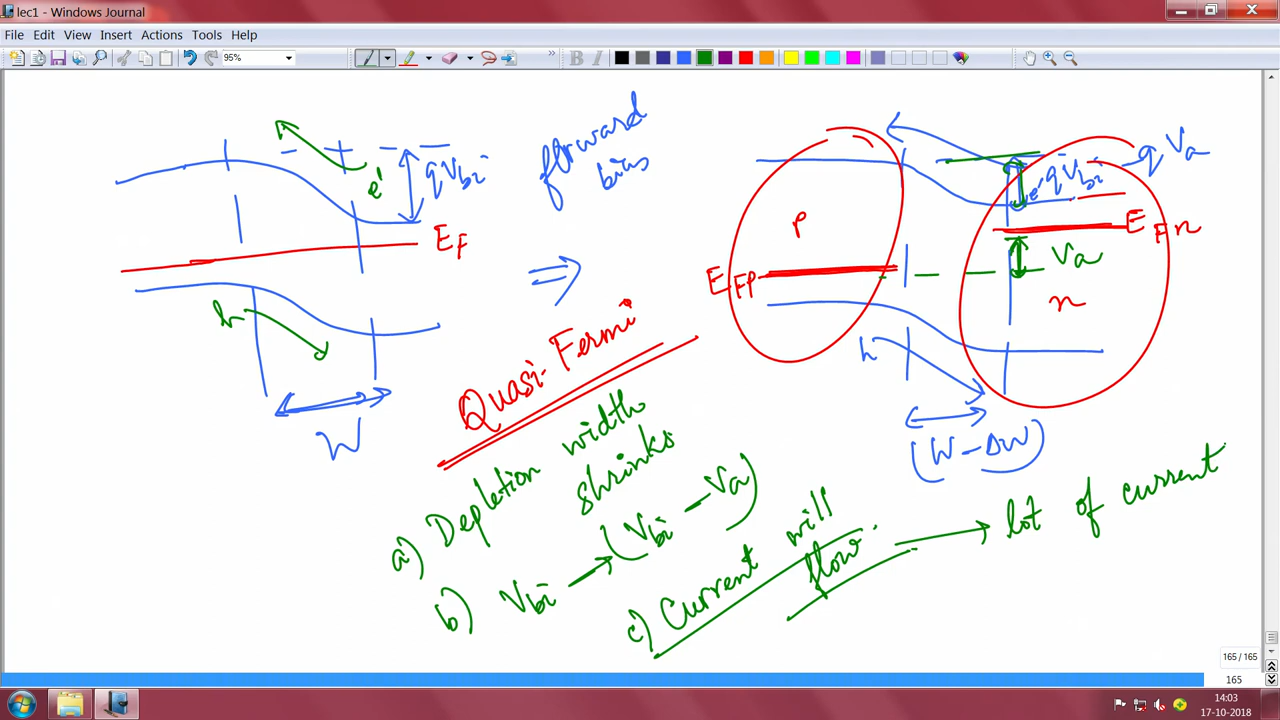 lec1 - Windows Journal
File Edit View Insert Actions Tools Help
95%
B I
forward
bias
e-
qVbi
EF
h
W
⇒
Quasi-Fermi
qVbi - qVa
e-
P
EFP
EFn
Va
n
h
(W-ΔW)
a) Depletion width
shrinks
b) Vbi → (Vbi - Va)
c) Current will
flow. → lot of current
165 / 165
165
14:03
17-10-2018